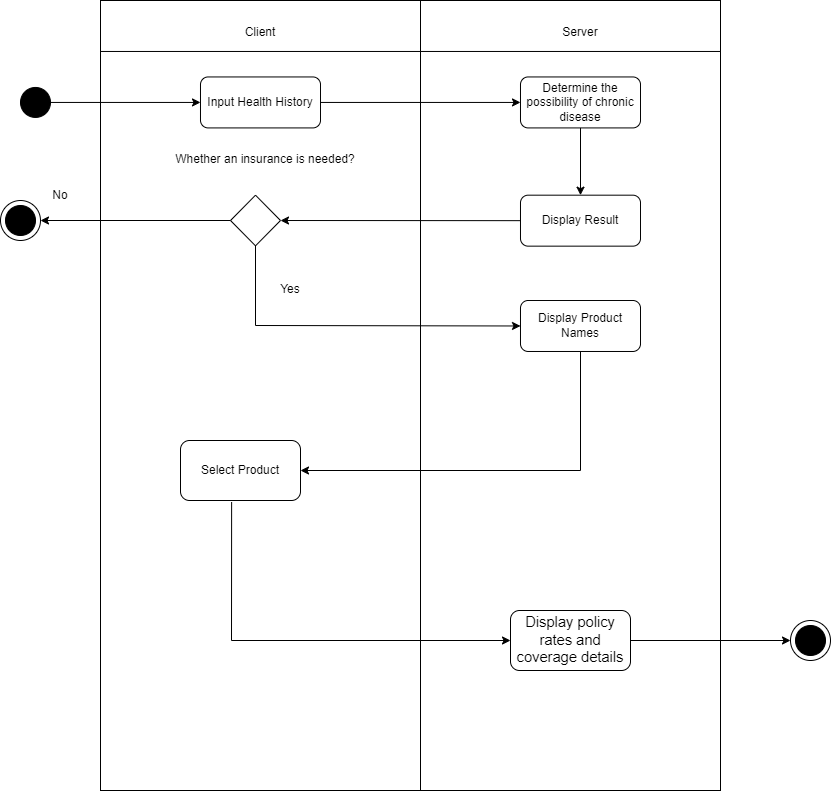 Client
Server
Input Health History
Determine the
possibility of chronic
disease
Whether an insurance is needed?
No
Display Result
Yes
Display Product
Names
Select Product
Display policy
rates and
coverage details